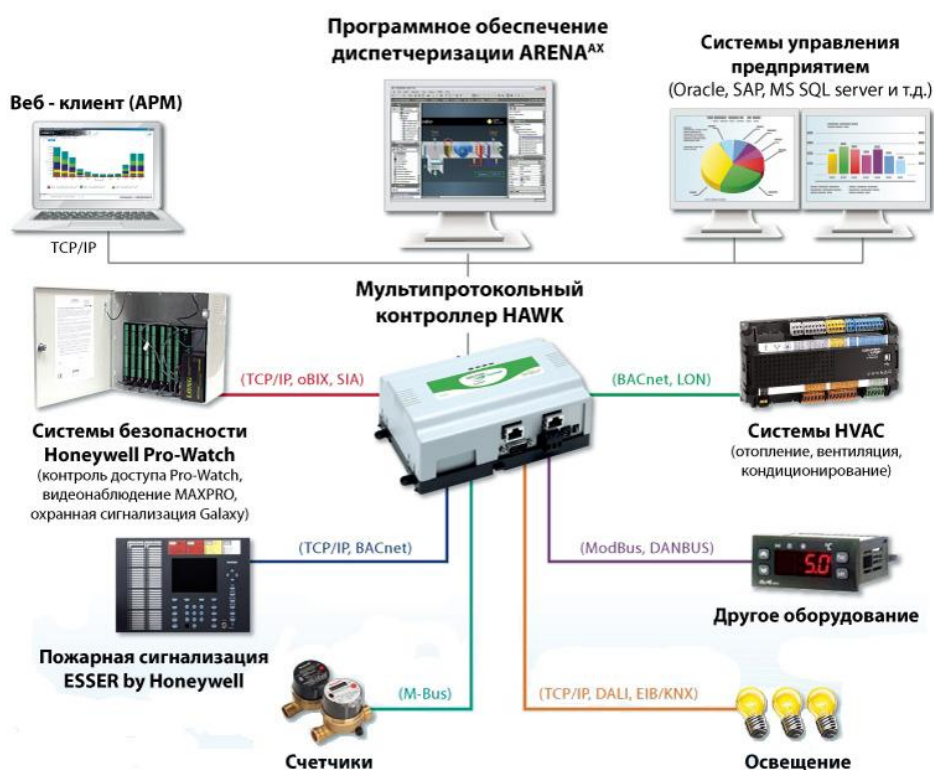 Программное обеспечение
диспетчеризации ARENAᴬˣ
Системы управления
предприятием
(Oracle, SAP, MS SQL server и т.д.)
Веб - клиент (АРМ)
TCP/IP
Мультипротокольный
контроллер HAWK
(TCP/IP, oBIX, SIA)
(BACnet, LON)
Системы безопасности
Honeywell Pro-Watch
(контроль доступа Pro-Watch,
видеонаблюдение MAXPRO,
охранная сигнализация Galaxy)
Системы HVAC
(отопление, вентиляция,
кондиционирование)
(TCP/IP, BACnet)
(ModBus, DANBUS)
5.0
°C
Другое оборудование
Пожарная сигнализация
ESSER by Honeywell
(M-Bus)
(TCP/IP, DALI, EIB/KNX)
Счетчики
Освещение